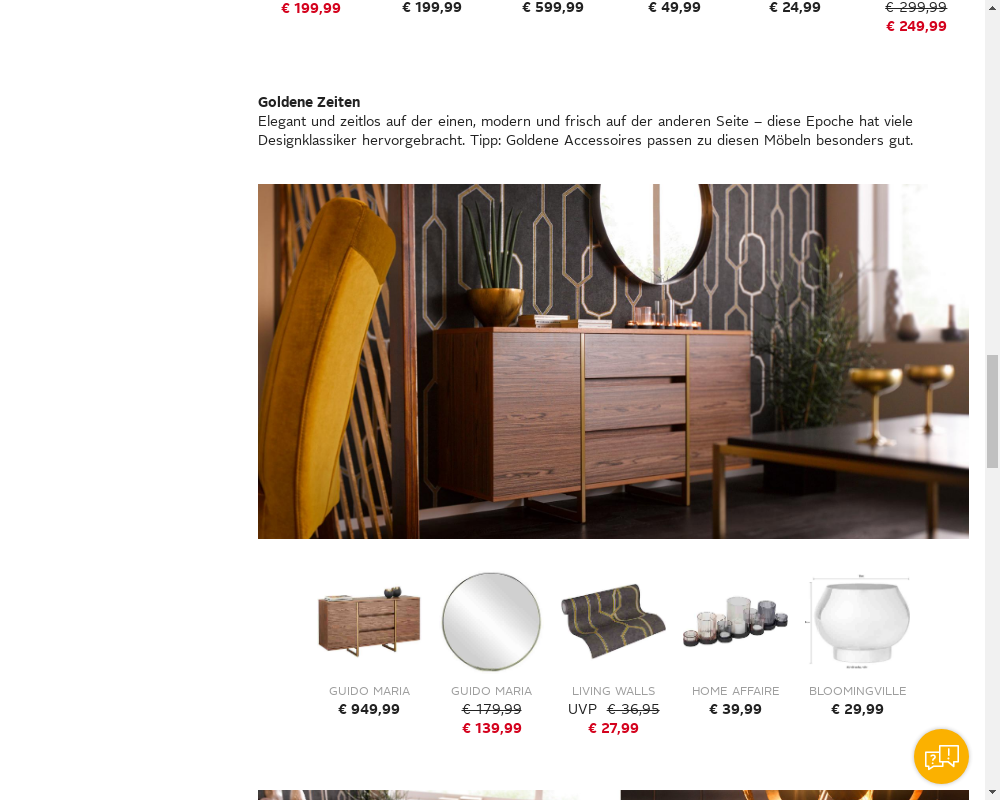 € 199,99
€ 199,99
€ 599,99
€ 49,99
€ 24,99
€ 299,99
€ 249,99
Goldene Zeiten
Elegant und zeitlos auf der einen, modern und frisch auf der anderen Seite – diese Epoche hat viele
Designklassiker hervorgebracht. Tipp: Goldene Accessoires passen zu diesen Möbeln besonders gut.
GUIDO MARIA
€ 949,99
GUIDO MARIA
€ 179,99
€ 139,99
LIVING WALLS
UVP € 36,95
€ 27,99
HOME AFFAIRE
€ 39,99
BLOOMINGVILLE
€ 29,99